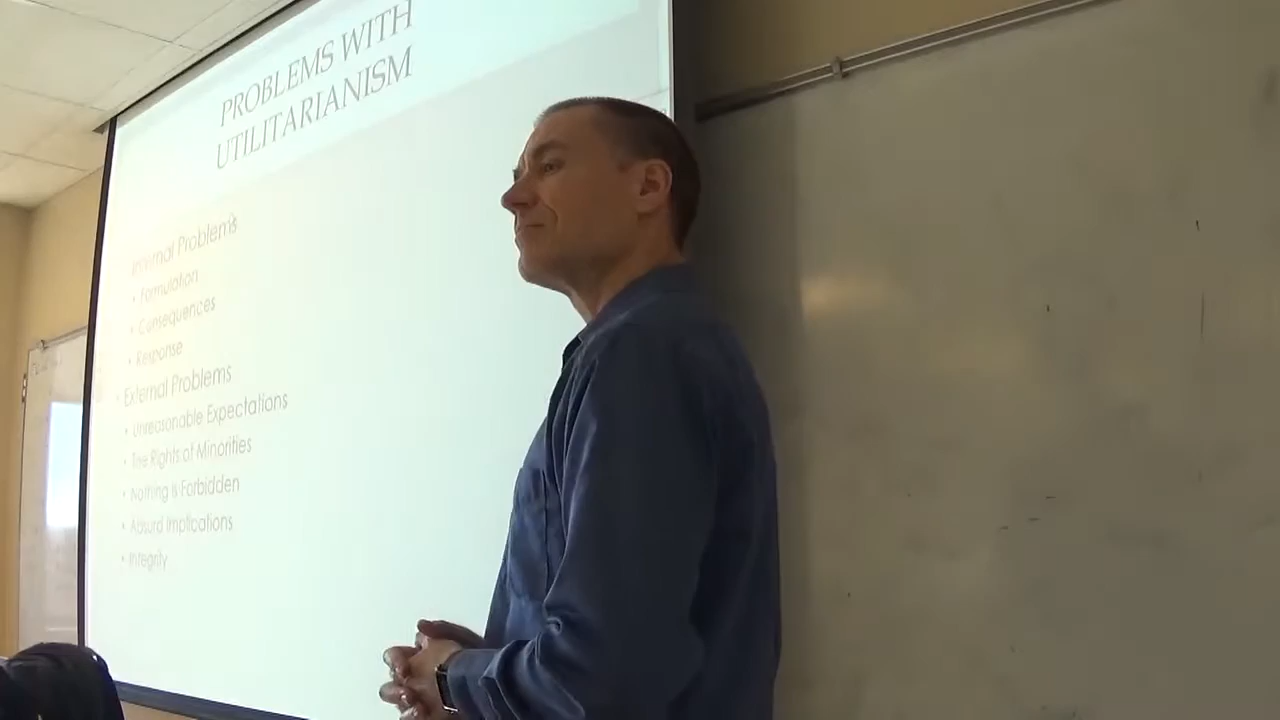 PROBLEMS WITH
UTILITARIANISM
Internal Problems
• Formulation
• Consequences
• Response
• External Problems
• Unreasonable Expectations
• The Rights of Minorities
• Nothing is Forbidden
• Absurd Implications
• Integrity